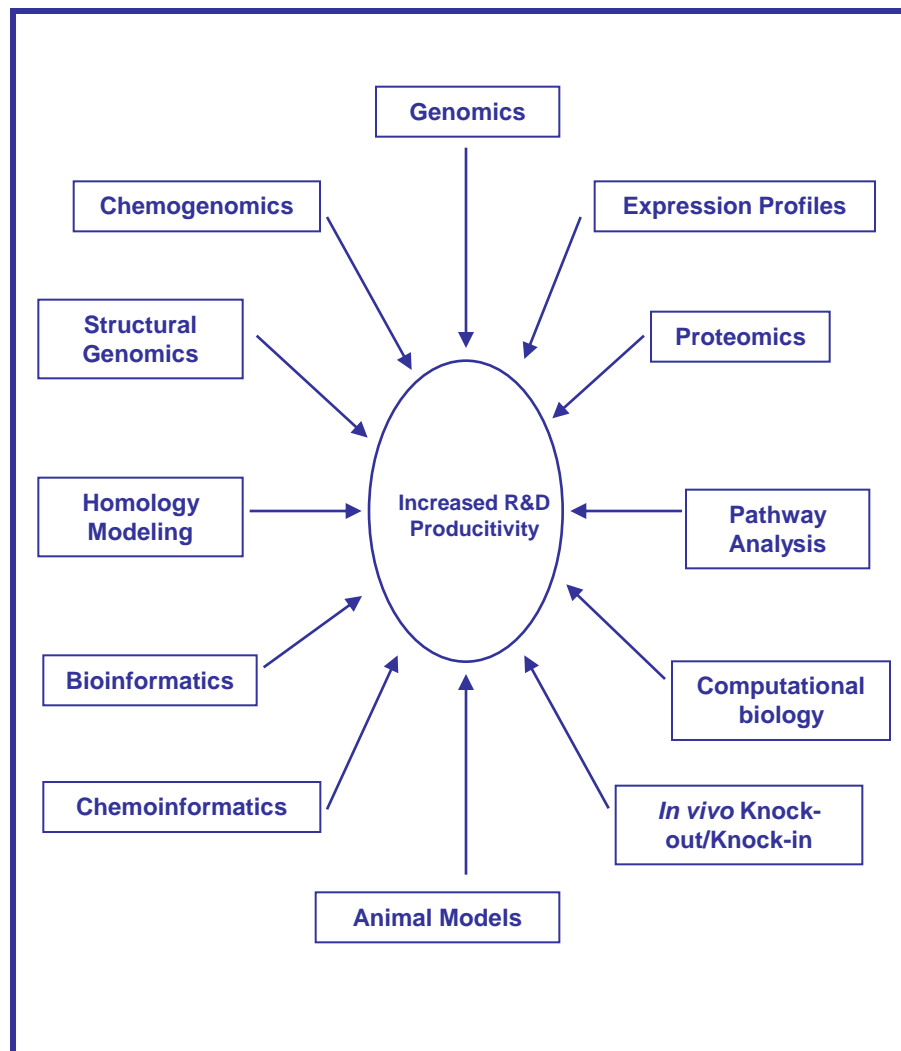 Genomics
Chemogenomics
Expression Profiles
Structural
Genomics
Proteomics
Homology
Modeling
Increased R&D
Producitivity
Pathway
Analysis
Bioinformatics
Computational
biology
Chemoinformatics
In vivo Knock-
out/Knock-in
Animal Models